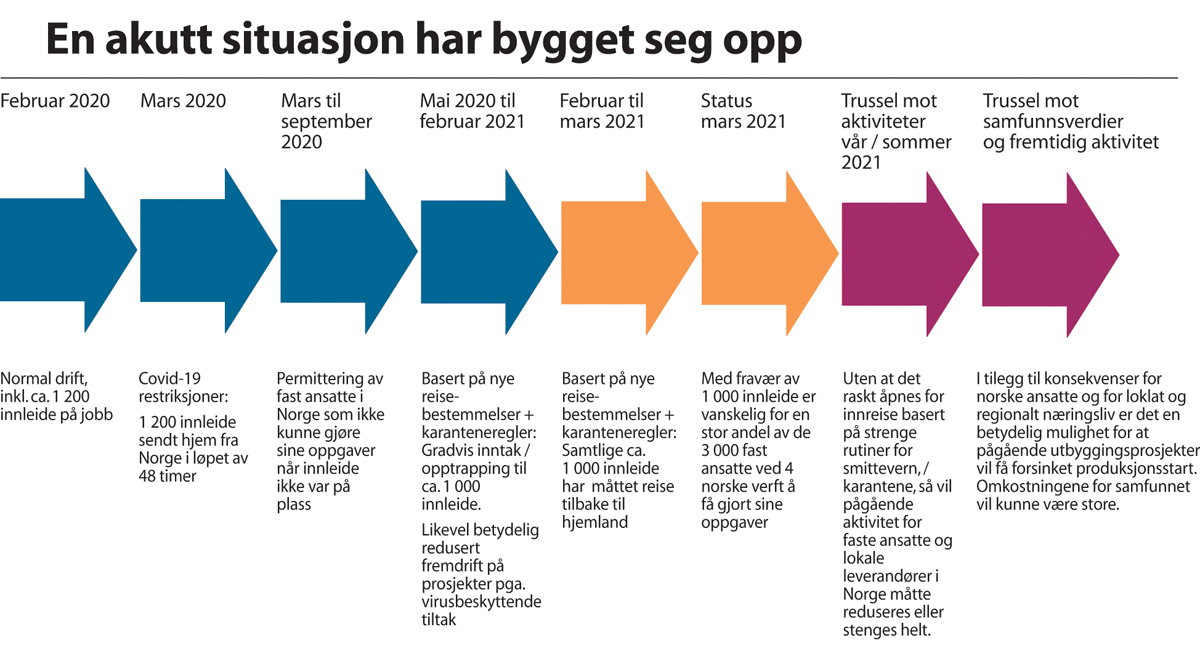 En akutt situasjon har bygget seg opp
Februar 2020
Normal drift,
inkl. ca. 1 200
innleide på jobb
Mars 2020
Covid-19
restriksjoner:
1 200 innleide
sendt hjem fra
Norge i løpet av
48 timer
Mars til
september
2020
Permittering av
fast ansatte i
Norge som ikke
kunne gjøre
sine oppgaver
når innleide
ikke var på
plass
Mai 2020 til
februar 2021
Basert på nye
reise-
bestemmelser +
karanteneregler:
Gradvis inntak /
opptrapping til
ca. 1 000
innleide.
Likevel betydelig
redusert
fremdrift på
prosjekter pga.
virusbeskyttende
tiltak
Februar til
mars 2021
Basert på nye
reise-
bestemmelser +
karanteneregler:
Samtlige ca.
1 000 innleide
har måttet reise
tilbake til
hjemland
Status
mars 2021
Med fravær av
1 000 innleide er
vanskelig for en
stor andel av de
3 000 fast
ansatte ved 4
norske verft å
få gjort sine
oppgaver
Trussel mot
aktiviteter
vår / sommer
2021
Uten at det
raskt åpnes for
innreise basert
på strenge
rutiner for
smittevern, /
karantene, så vil
pågående
aktivitet for
faste ansatte og
lokale
leverandører i
Norge måtte
reduseres eller
stenges helt.
Trussel mot
samfunnsverdier
og fremtidig aktivitet
I tilegg til konsekvenser for
norske ansatte og for loklat og
regionalt næringsliv er det en
betydelig mulighet for at
pågående utbyggingsprosjekter
vil få forsinket produksjonsstart.
Omkostningene for samfunnet
vil kunne være store.